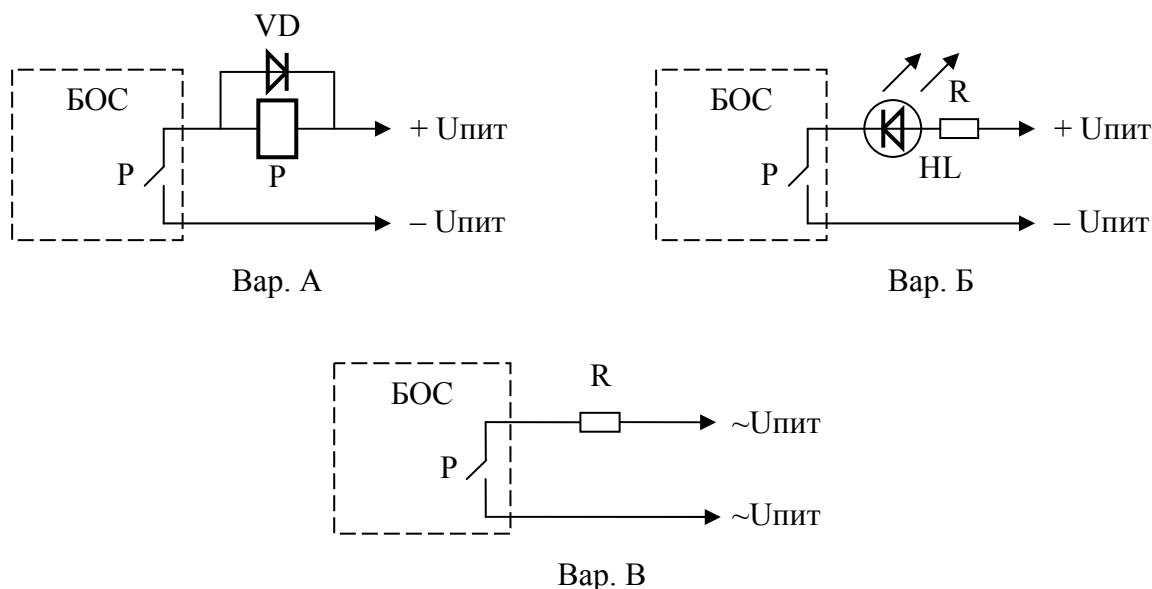 VD
БОС
P
P
+ Uпит
– Uпит
Вар. А
БОС
P
R
HL
+ Uпит
– Uпит
Вар. Б
БОС
P
R
~Uпит
~Uпит
Вар. В